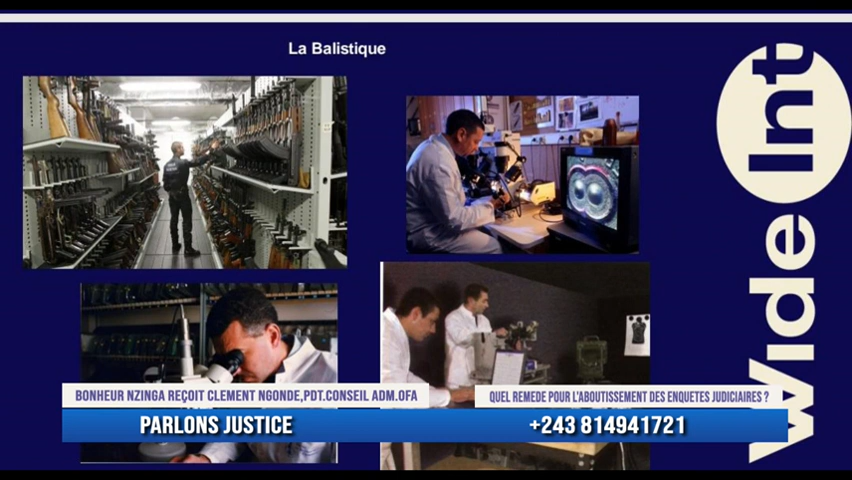 La Balistique
Wide Int
BONHEUR NZINGA REÇOIT CLEMENT NGONDE,PDT.CONSEIL ADM.OFA
QUEL REMEDE POUR L'ABOUTISSEMENT DES ENQUETES JUDICIAIRES ?
PARLONS JUSTICE
+243 814941721